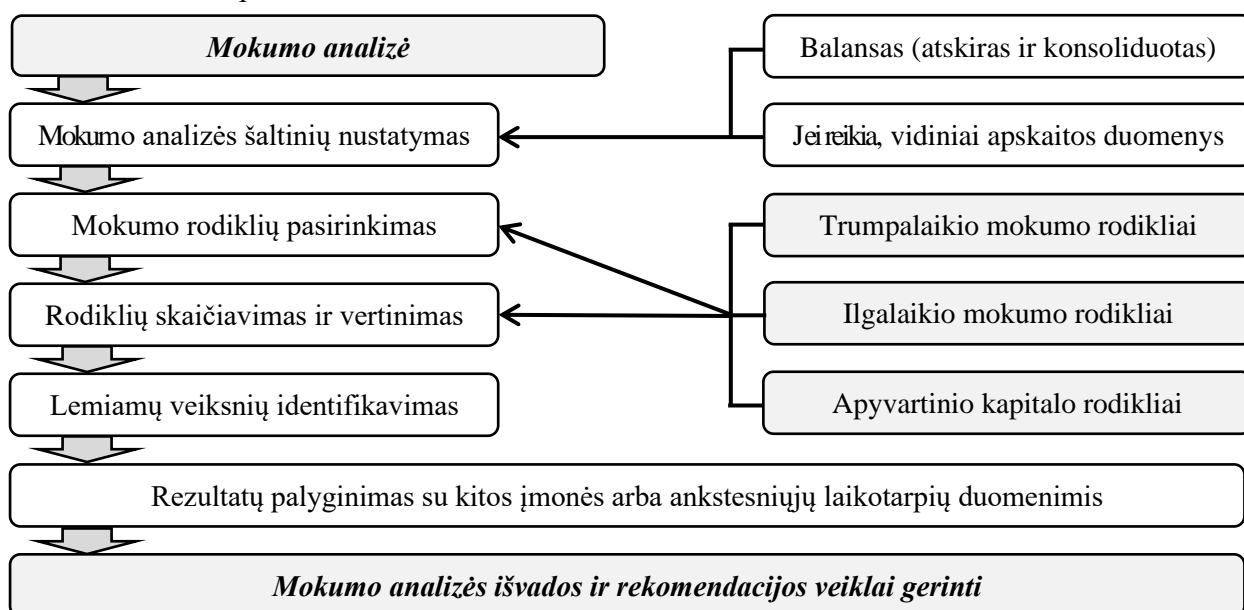 Mokumo analizė
Balansas (atskiras ir konsoliduotas)
Mokumo analizės šaltinių nustatymas
Jei reikia, vidiniai apskaitos duomenys
Mokumo rodiklių pasirinkimas
Trumpalaikio mokumo rodikliai
Rodiklių skaičiavimas ir vertinimas
Ilgalaikio mokumo rodikliai
Lemiamų veiksnių identifikavimas
Apyvartinio kapitalo rodikliai
Rezultatų palyginimas su kitos įmonės arba ankstesniųjų laikotarpių duomenimis
Mokumo analizės išvados ir rekomendacijos veiklai gerinti